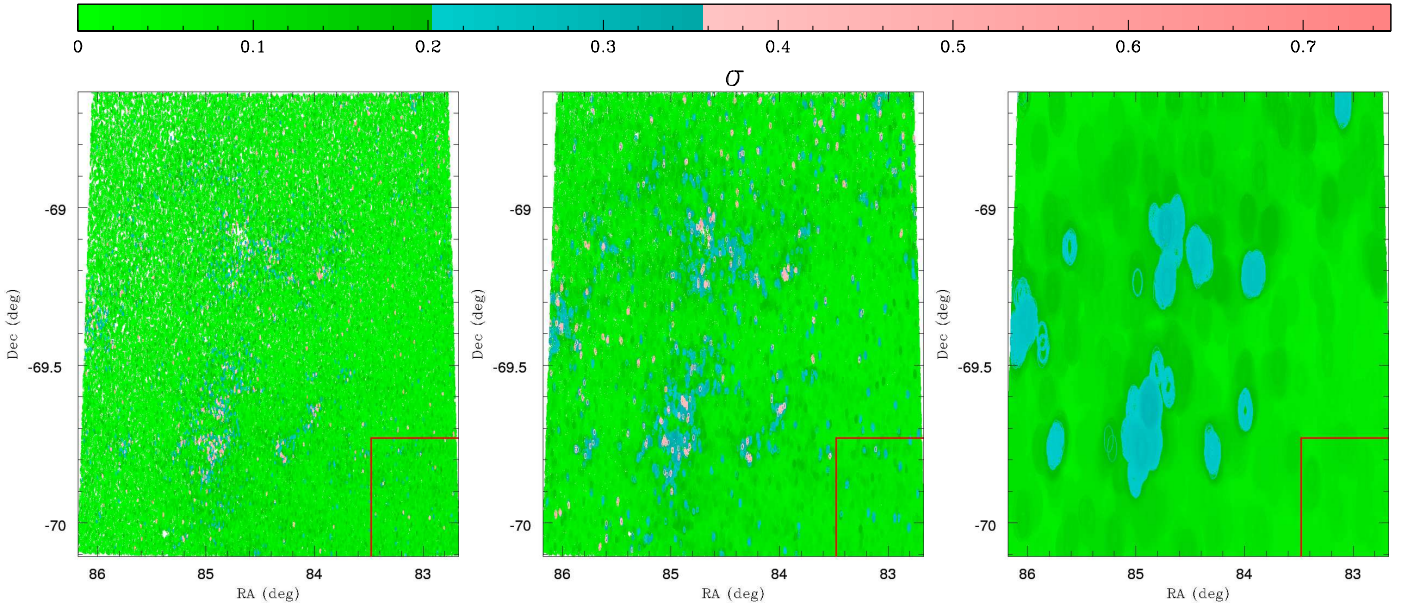 0 0.1 0.2 0.3 0.4 0.5 0.6 0.7
σ
-69 -69 -69
Dec (deg) Dec (deg) Dec (deg)
-69.5 -69.5 -69.5
-70 -70 -70
86 85 84 83 86 85 84 83 86 85 84 83
RA (deg) RA (deg) RA (deg)